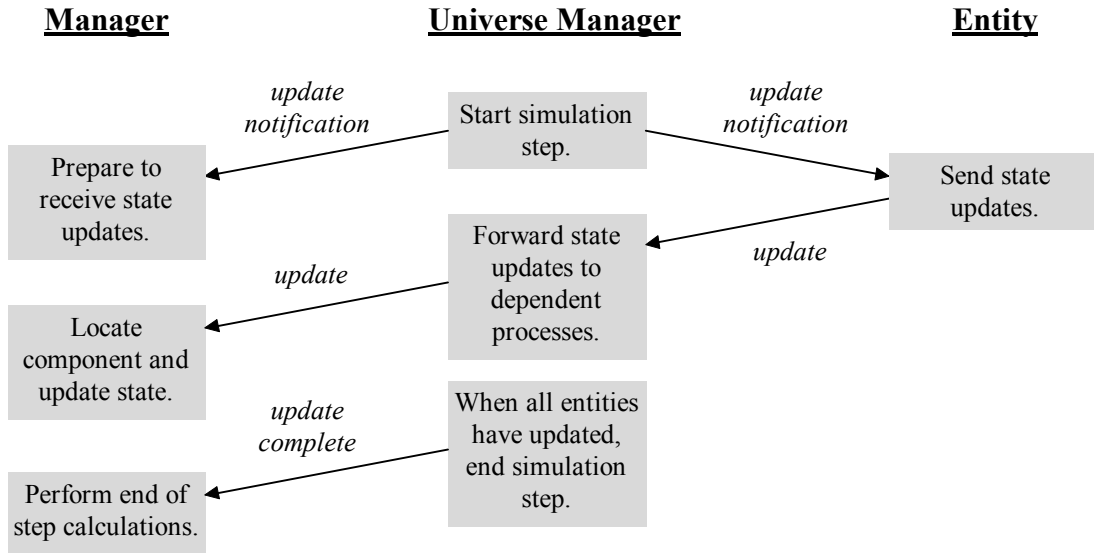 Manager
Universe Manager
Entity
update
notification
Start simulation
step.
update
notification
Prepare to
receive state
updates.
Send state
updates.
Forward state
updates to
dependent
processes.
update
update
Locate
component and
update state.
When all entities
have updated,
end simulation
step.
update
complete
Perform end of
step calculations.